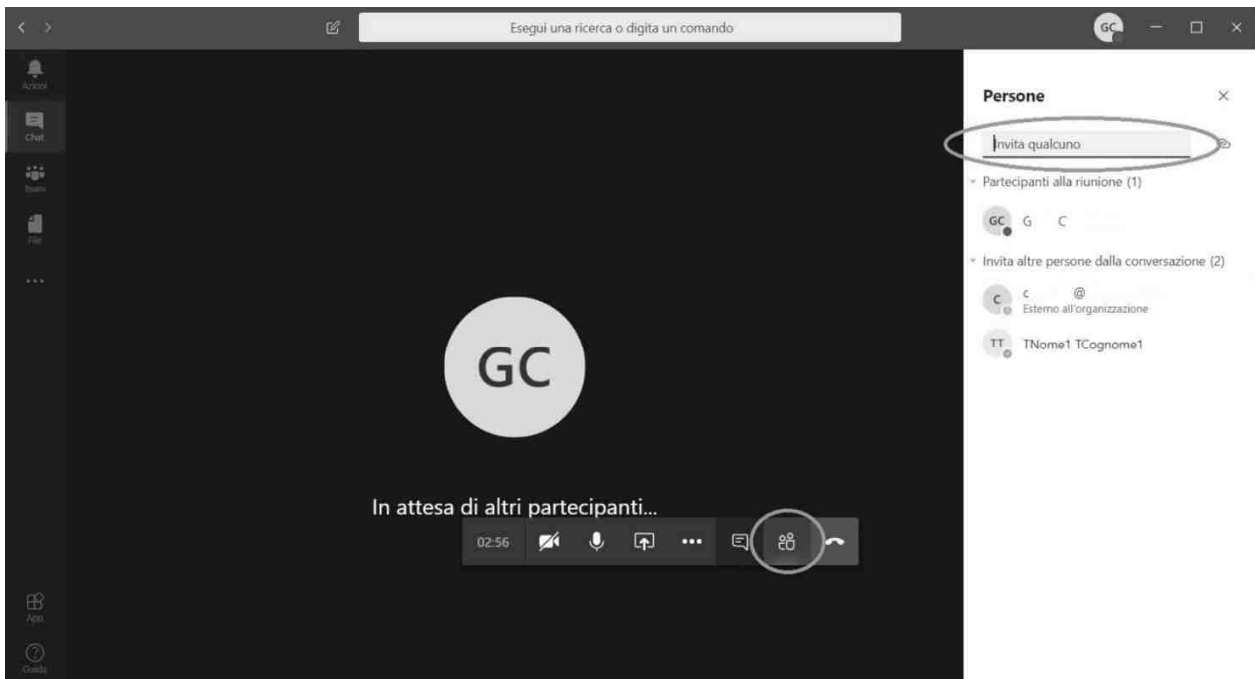 Esegui una ricerca o digita un comando
GC
Azioni
Chat
Team
File
App
Guida
GC
In attesa di altri partecipanti...
02:56
Persone
Invita qualcuno
Partecipanti alla riunione (1)
GC G C
Invita altre persone dalla conversazione (2)
C c @
Esterno all'organizzazione
TT TNome1 TCognome1